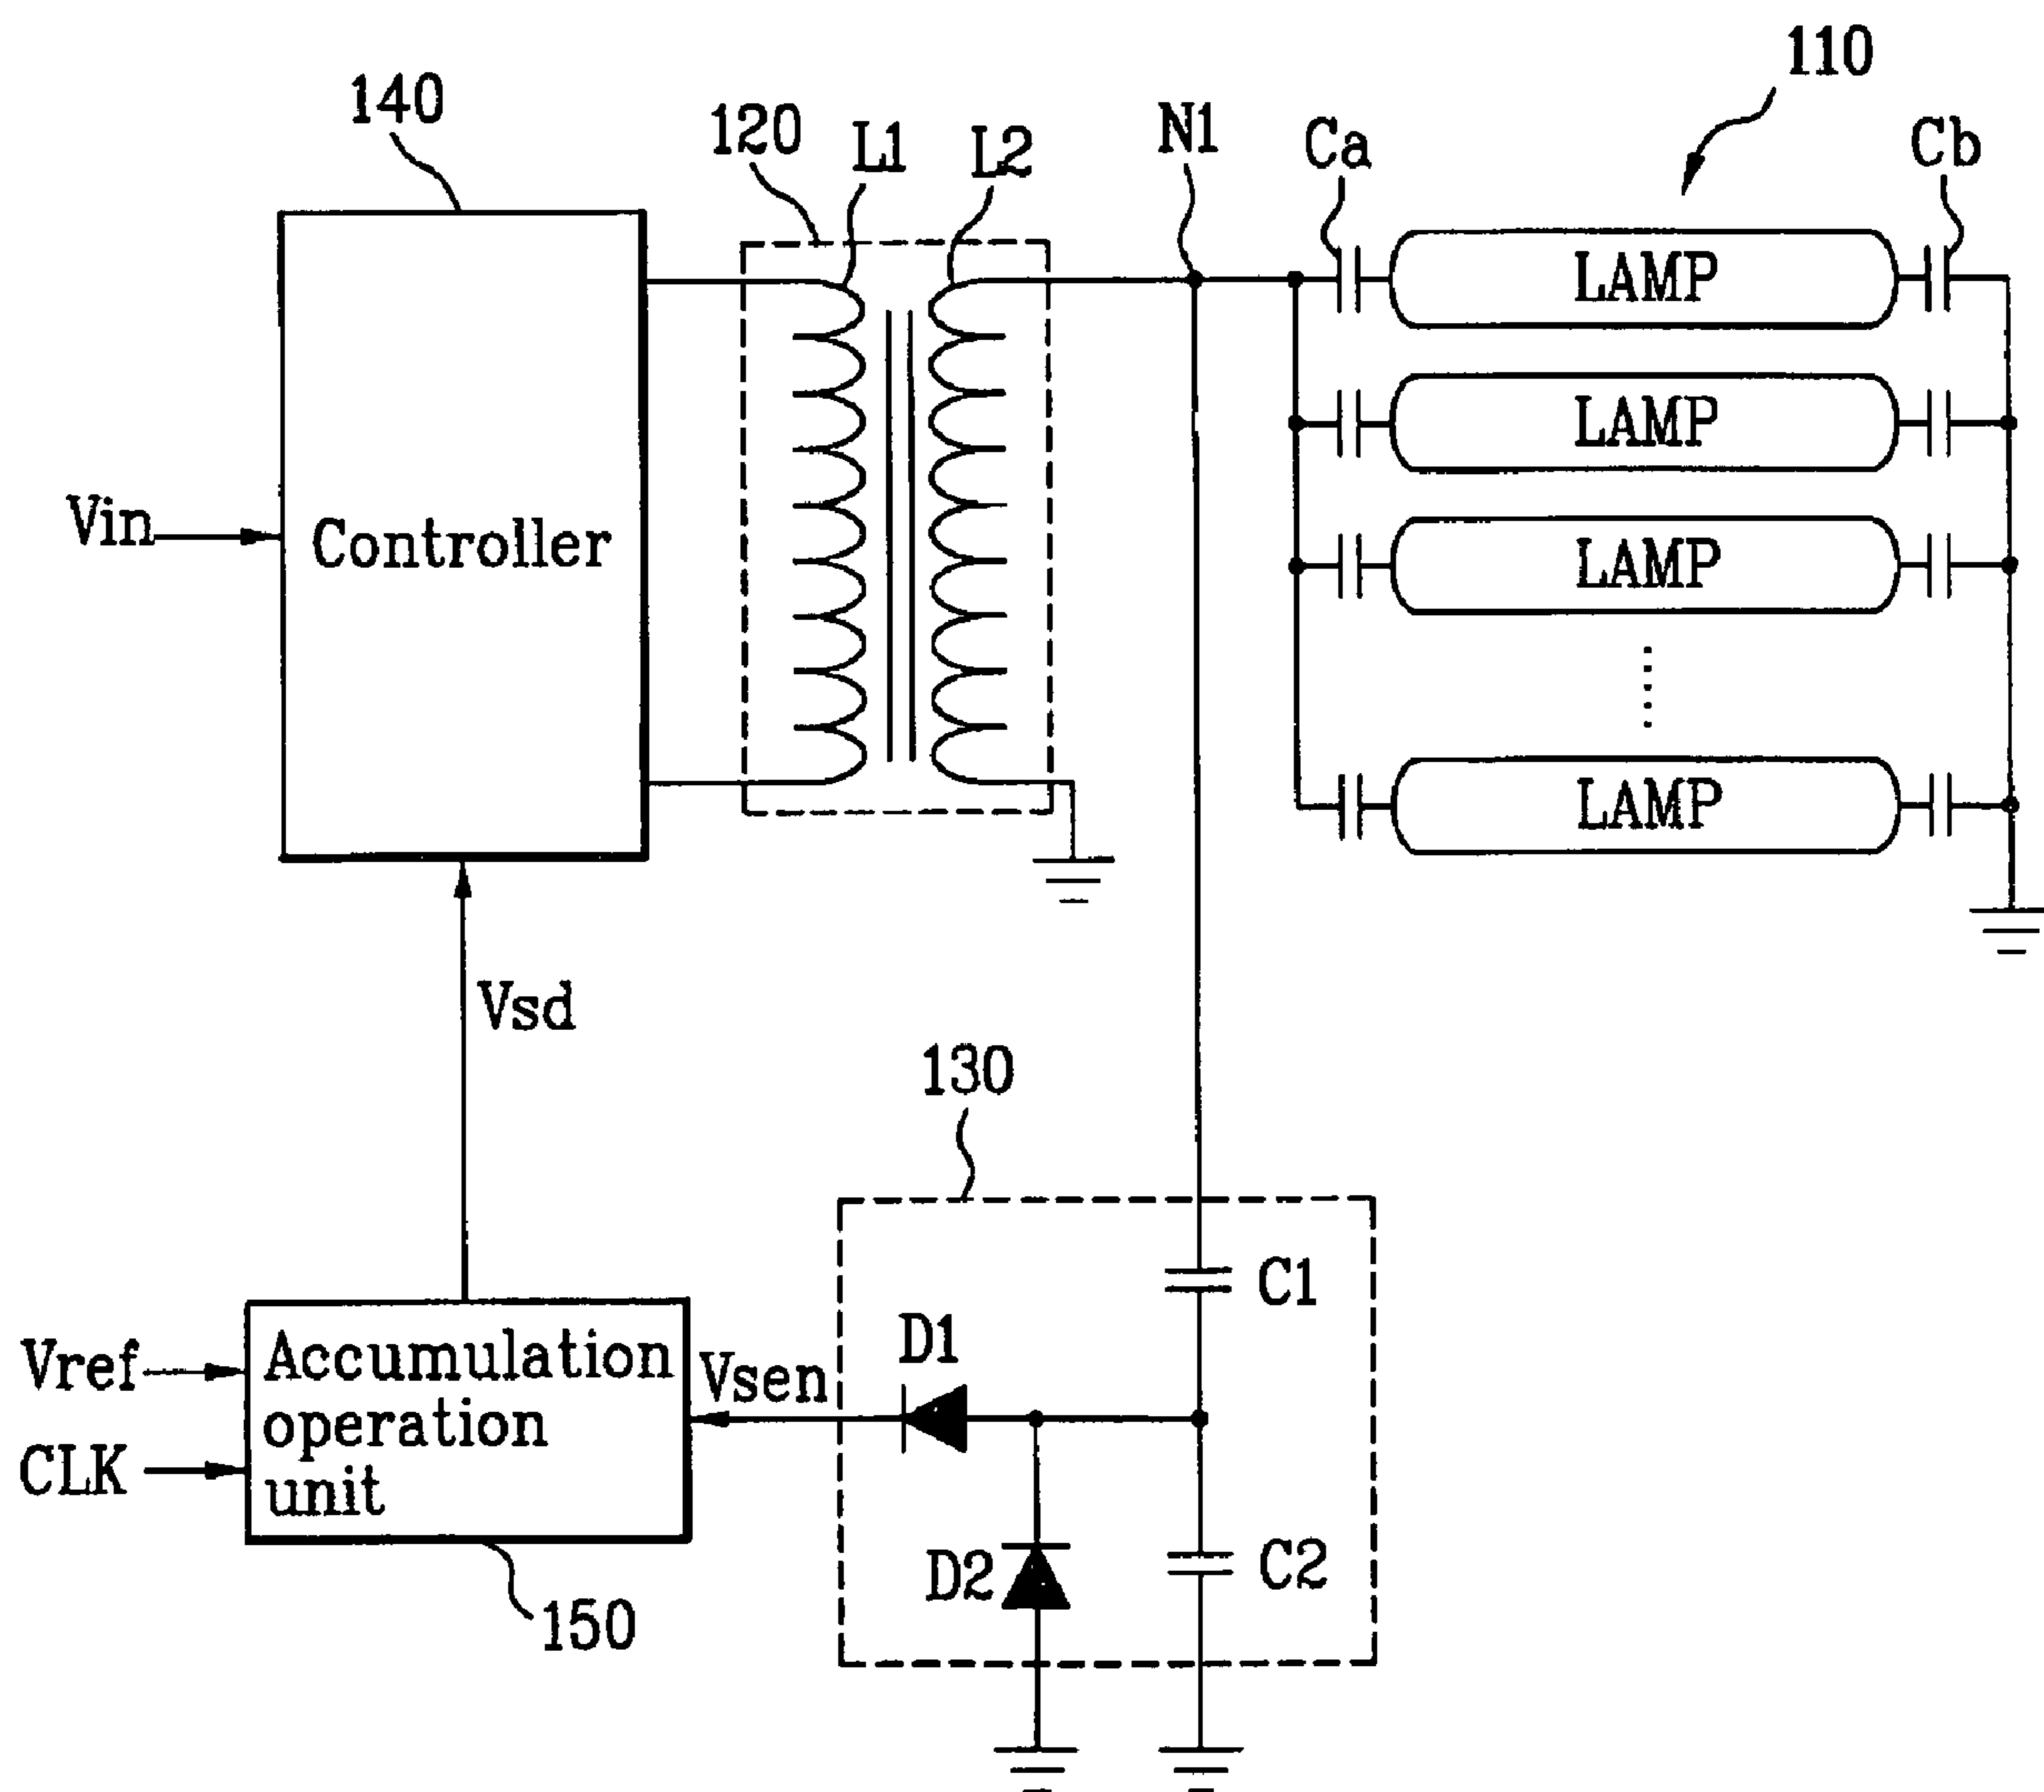 110
140
120
L1
L2
N1
Ca
Cb
LAMP
LAMP
Vin
Controller
LAMP
LAMP
Vsd
130
C1
D1
Vref
Accumulation
operation
unit
Vsen
CLK
D2
C2
150